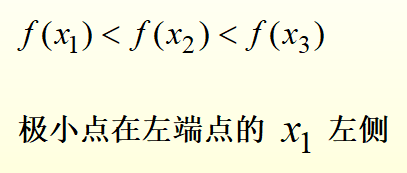 f(x₁) < f(x₂) < f(x₃)
极小点在左端点的 x₁ 左侧